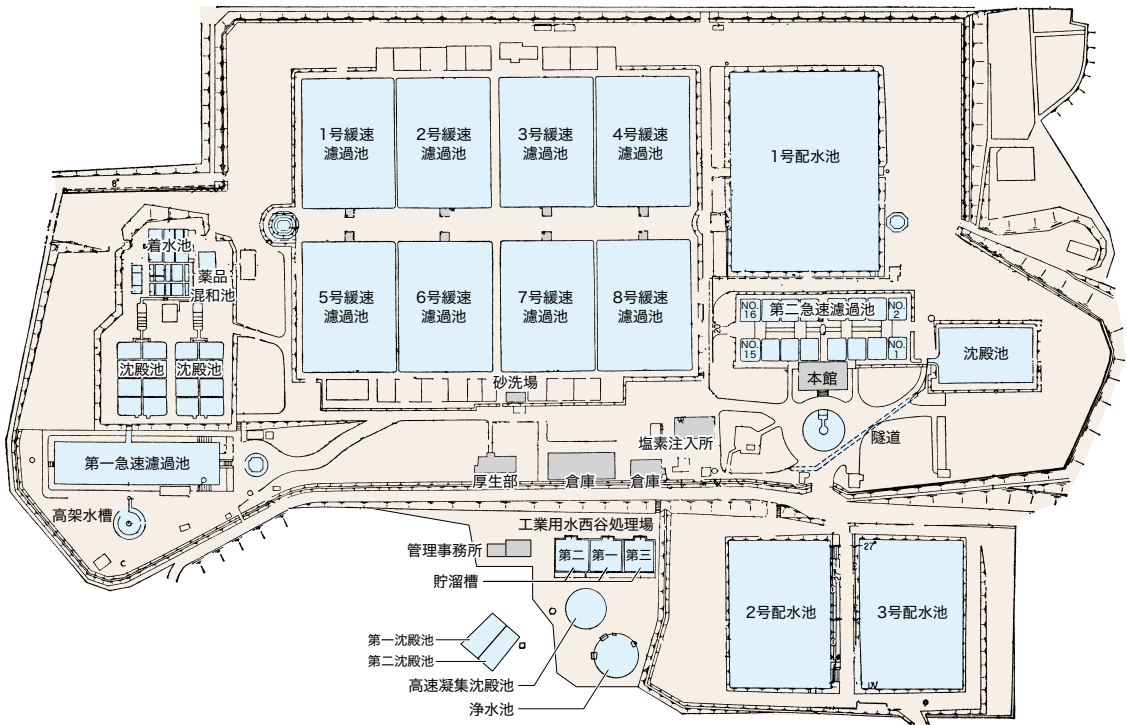 1号緩速
濾過池
2号緩速
濾過池
3号緩速
濾過池
4号緩速
濾過池
1号配水池
8"
着水池
薬品
混和池
5号緩速
濾過池
6号緩速
濾過池
7号緩速
濾過池
8号緩速
濾過池
20"
NO.
16
第二急速濾過池
NO.
2
NO.
15
NO.
1
沈殿池
沈殿池
沈殿池
本館
砂洗場
塩素注入所
隧道
第一急速濾過池
厚生部
倉庫
倉庫
高架水槽
工業用水西谷処理場
管理事務所
第二
第一
第三
貯溜槽
27"
2号配水池
3号配水池
第一沈殿池
第二沈殿池
高速凝集沈殿池
浄水池